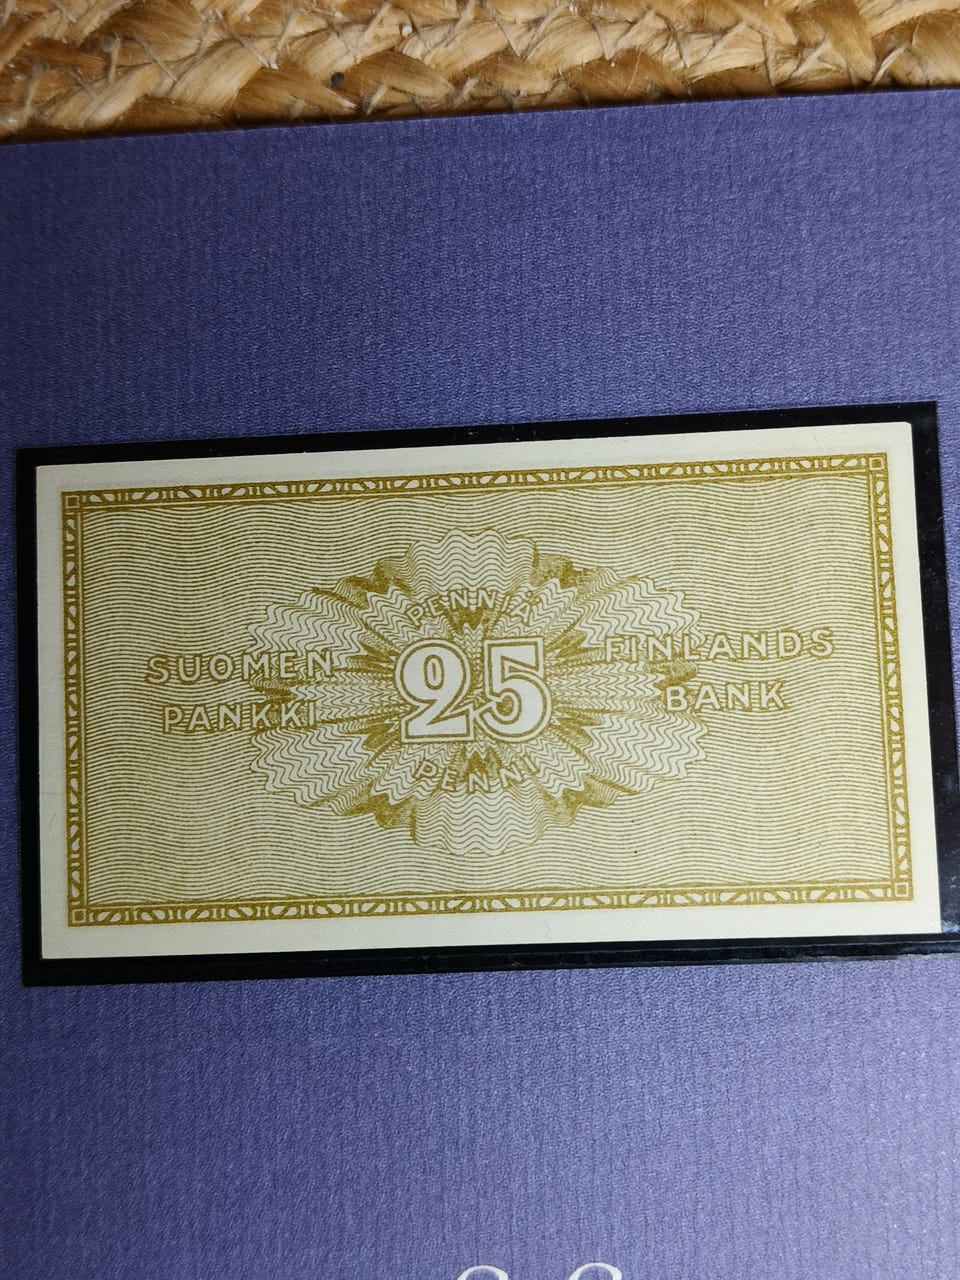 PENNIÄ
SUOMEN
PANKKI
25
FINLANDS
BANK
PENNI